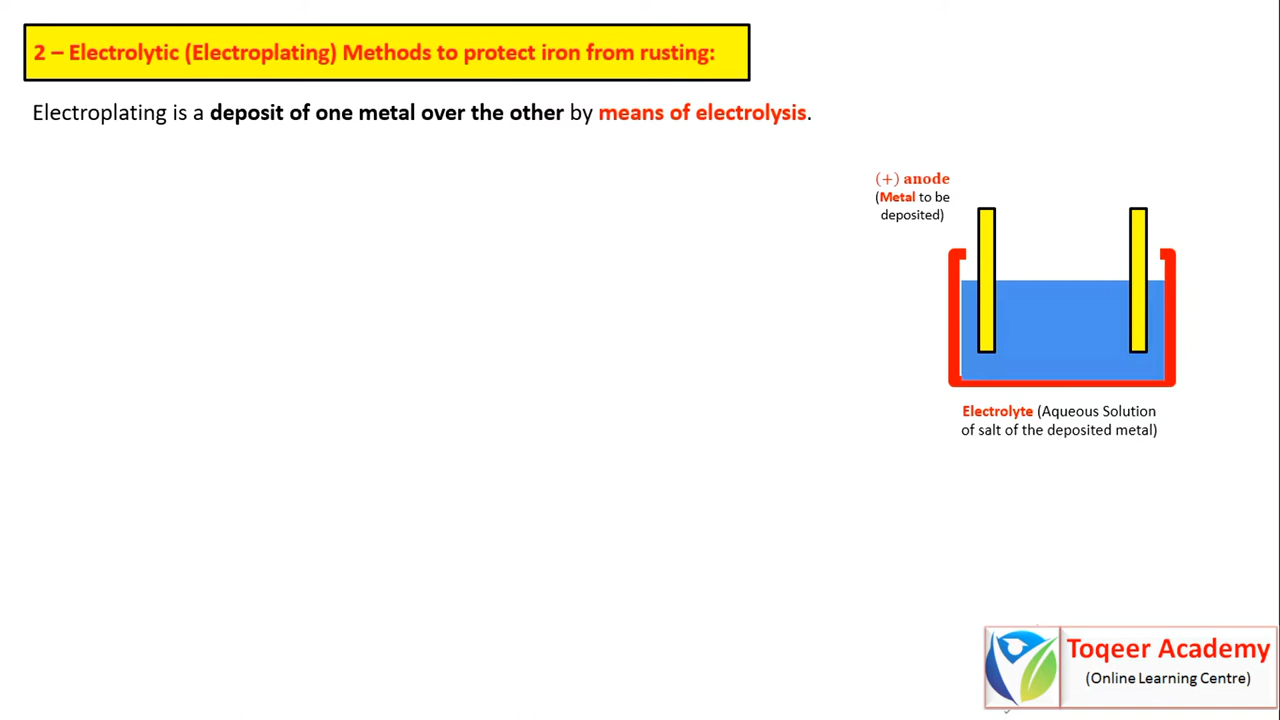 2 – Electrolytic (Electroplating) Methods to protect iron from rusting:
Electroplating is a deposit of one metal over the other by means of electrolysis.
(+) anode
(Metal to be
deposited)
Electrolyte (Aqueous Solution
of salt of the deposited metal)
Toqeer Academy
(Online Learning Centre)